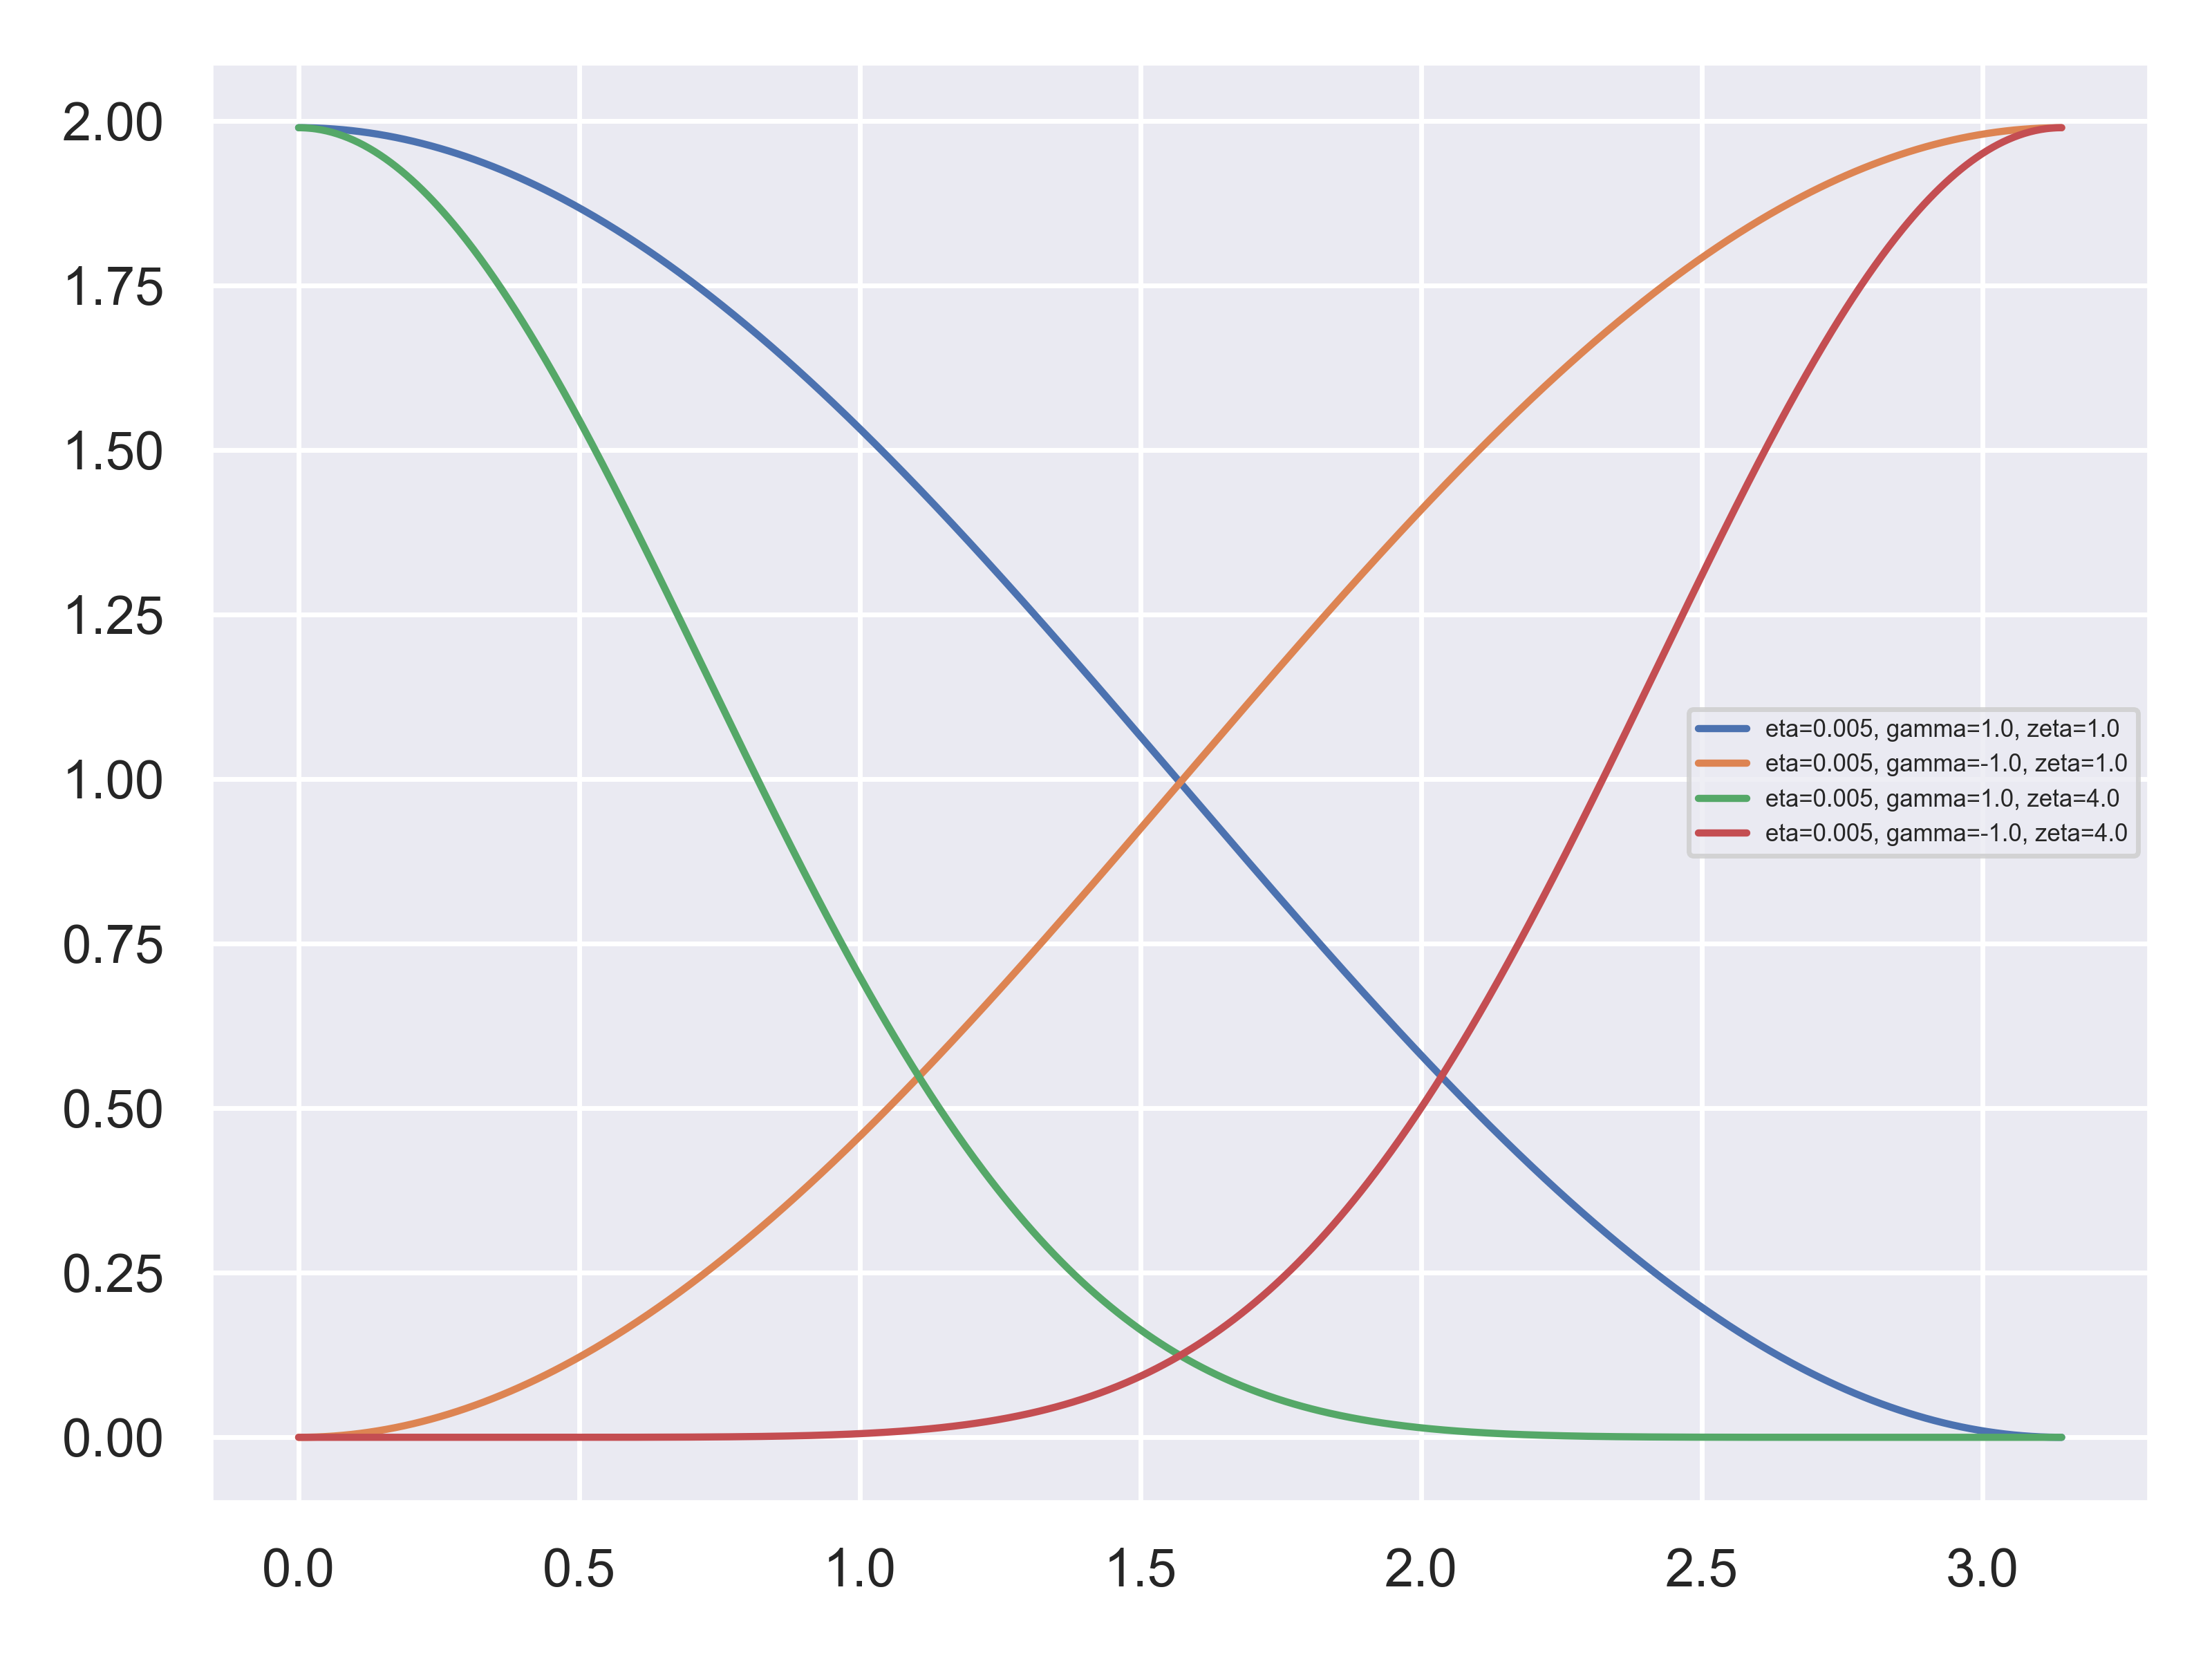 2.00
1.75
1.50
1.25
1.00
0.75
0.50
0.25
0.00
eta=0.005, gamma=1.0, zeta=1.0
eta=0.005, gamma=-1.0, zeta=1.0
eta=0.005, gamma=1.0, zeta=4.0
eta=0.005, gamma=-1.0, zeta=4.0
0.0 0.5 1.0 1.5 2.0 2.5 3.0